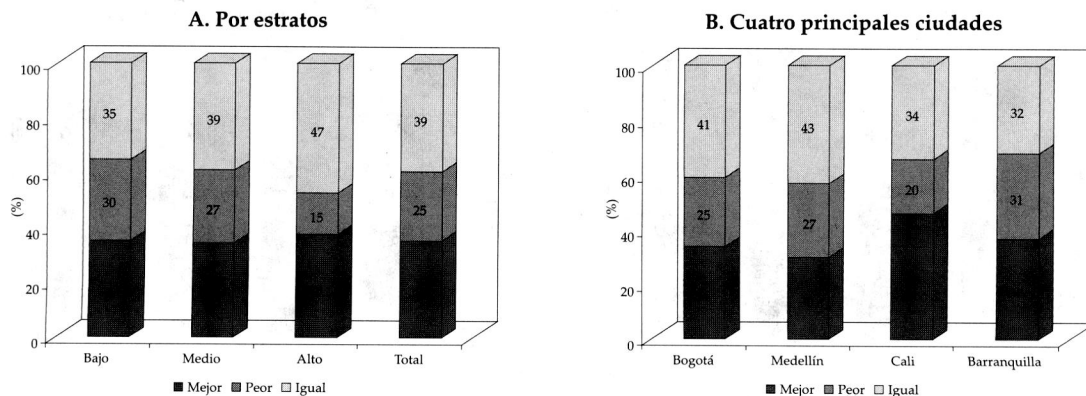 A. Por estratos
100
80
60
40
20
0
(%)
35
39
47
39
30
27
15
25
Bajo
Medio
Alto
Total
Mejor Peor Igual
B. Cuatro principales ciudades
100
80
60
40
20
0
(%)
41
43
34
32
25
27
20
31
Bogotá
Medellín
Cali
Barranquilla
Mejor Peor Igual